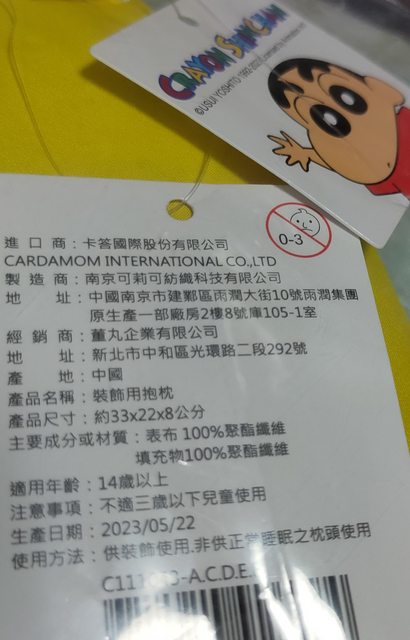 CRAYON SHINCHAN
©USUI YOSHITO
0-3
進口商：卡答國際股份有限公司
CARDAMOM INTERNATIONAL CO.,LTD
製造商：南京可莉可紡織科技有限公司
地址：中國南京市建鄴區雨潤大街10號雨潤集團
原生產一部廠房2樓8號庫105-1室
經銷商：董丸企業有限公司
地址：新北市中和區光環路二段292號
產地：中國
產品名稱：裝飾用抱枕
產品尺寸：約33x22x8公分
主要成分或材質：表布 100%聚酯纖維
填充物100%聚酯纖維
適用年齡：14歲以上
注意事項：不適三歲以下兒童使用
生產日期：2023/05/22
使用方法：供裝飾使用.非供正常睡眠之枕頭使用